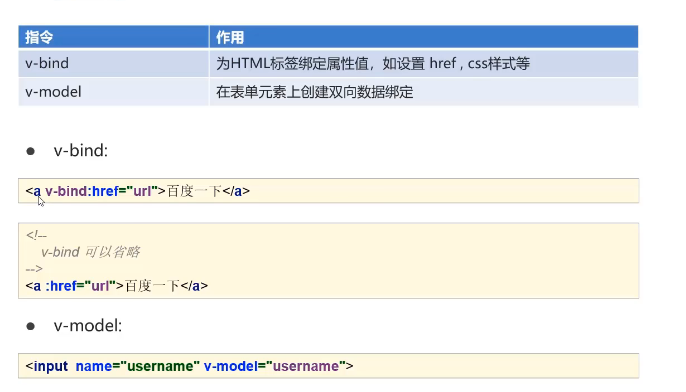 指令 作用
v-bind 为HTML标签绑定属性值，如设置 href , css样式等
v-model 在表单元素上创建双向数据绑定
● v-bind:
<a v-bind:href="url">百度一下</a>
<!--
v-bind 可以省略
-->
<a :href="url">百度一下</a>
● v-model:
<input name="username" v-model="username">